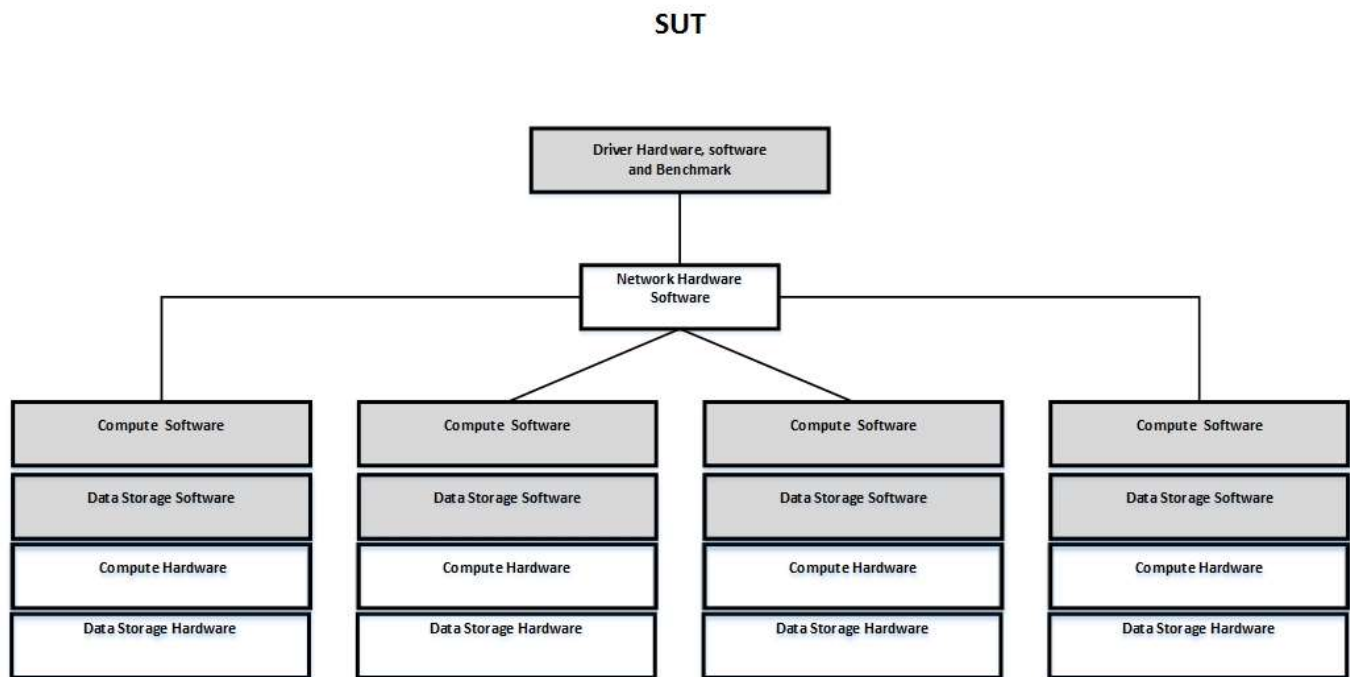 SUT
Driver Hardware, software
and Benchmark
Network Hardware
Software
Compute Software
Compute Software
Compute Software
Compute Software
Data Storage Software
Data Storage Software
Data Storage Software
Data Storage Software
Compute Hardware
Compute Hardware
Compute Hardware
Compute Hardware
Data Storage Hardware
Data Storage Hardware
Data Storage Hardware
Data Storage Hardware